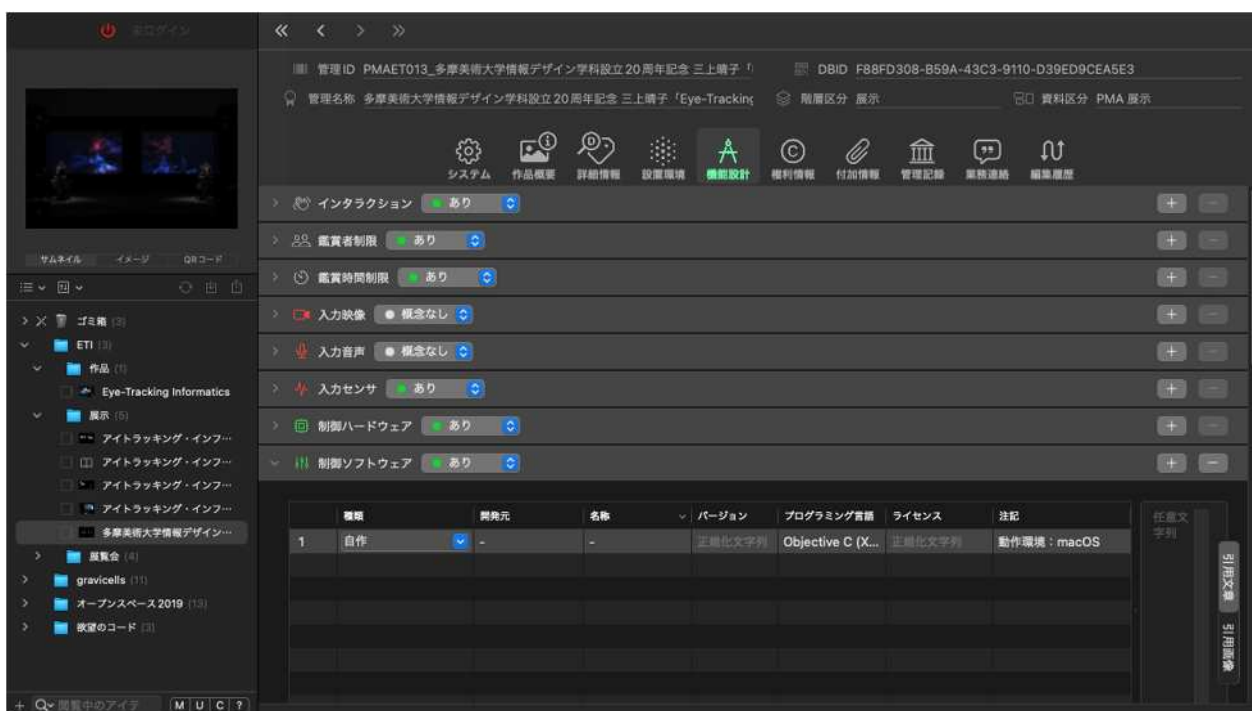 未ログイン
管理ID PMAET013_多摩美術大学情報デザイン学科設立20周年記念 三上晴子「
DBID F88FD308-B59A-43C3-9110-D39ED9CEA5E3
管理名称 多摩美術大学情報デザイン学科設立20周年記念 三上晴子「Eye-Tracking
階層区分 展示
資料区分 PMA 展示
システム 作品概要 詳細情報 設置環境 機能設計 権利情報 付加情報 管理記録 業務連絡 編集履歴
インタラクション あり
鑑賞者制限 あり
鑑賞時間制限 あり
入力映像 概念なし
入力音声 概念なし
入力センサ あり
制御ハードウェア あり
制御ソフトウェア あり
種類 開発元 名称 バージョン プログラミング言語 ライセンス 注記
1 自作 - - 正規化文字列 Objective C (X... 正規化文字列 動作環境：macOS
任意文
字列
引用文章
引用画像
サムネイル イメージ QRコード
ゴミ箱 (3)
ETI (3)
作品 (1)
Eye-Tracking Informatics
展示 (5)
アイトラッキング・インフ…
アイトラッキング・インフ…
アイトラッキング・インフ…
アイトラッキング・インフ…
多摩美術大学情報デザイン…
展覧会 (4)
gravicells (11)
オープンスペース 2019 (13)
欲望のコード (3)
閲覧中のアイテ
M U C ?